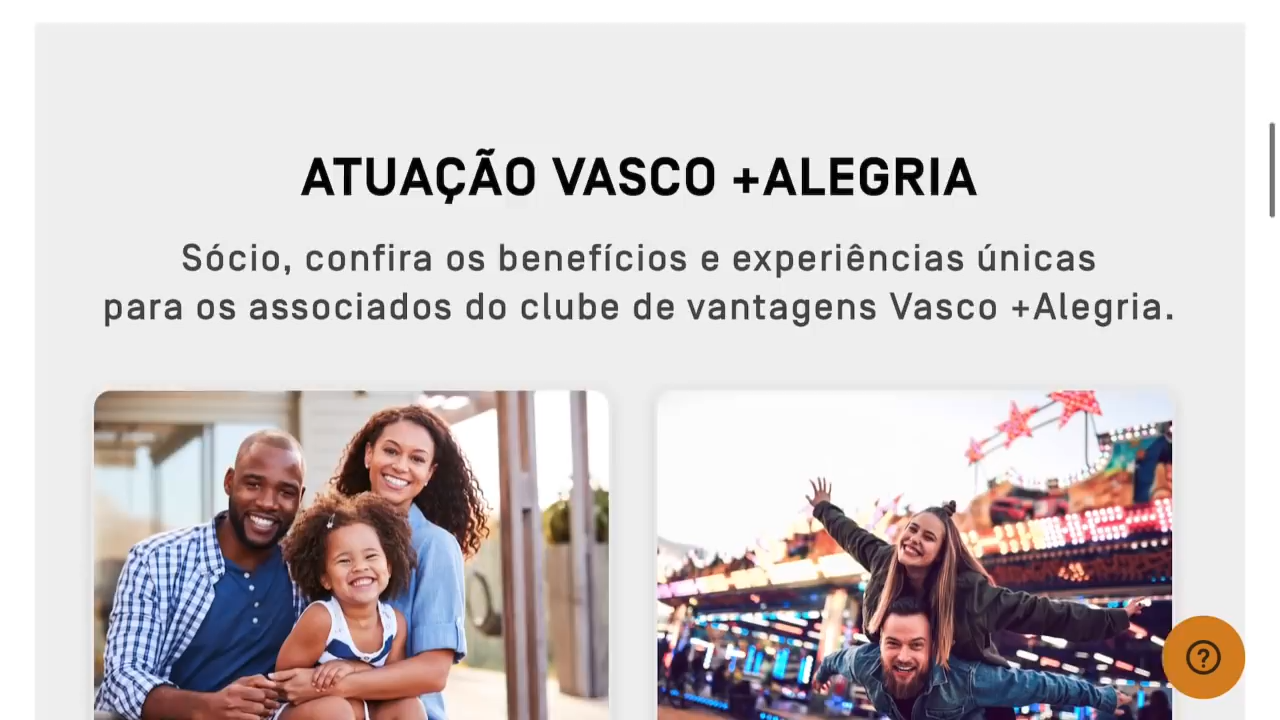 ATUAÇÃO VASCO +ALEGRIA
Sócio, confira os benefícios e experiências únicas
para os associados do clube de vantagens Vasco +Alegria.
?